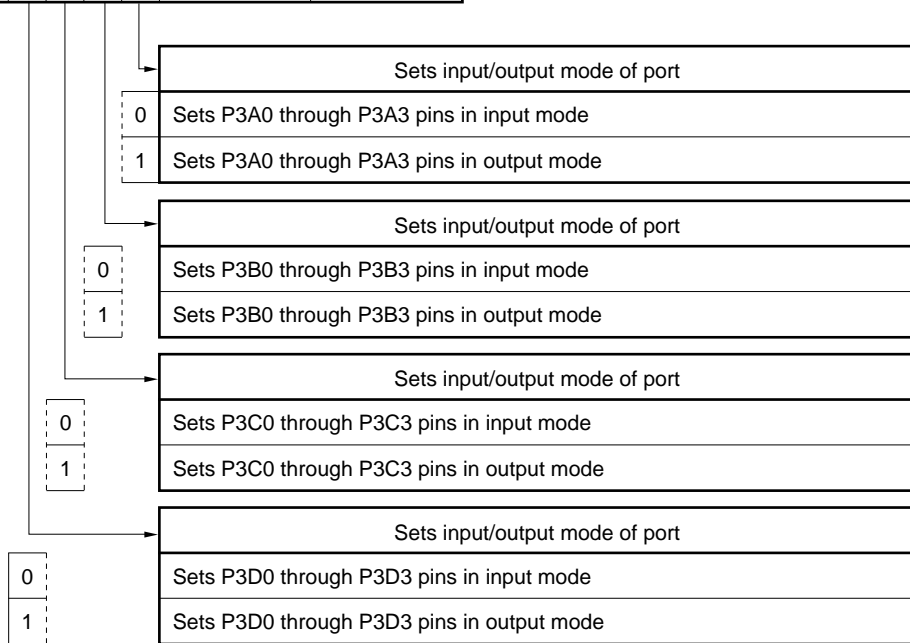 Sets input/output mode of port
0 Sets P3A0 through P3A3 pins in input mode
1 Sets P3A0 through P3A3 pins in output mode
Sets input/output mode of port
0 Sets P3B0 through P3B3 pins in input mode
1 Sets P3B0 through P3B3 pins in output mode
Sets input/output mode of port
0 Sets P3C0 through P3C3 pins in input mode
1 Sets P3C0 through P3C3 pins in output mode
Sets input/output mode of port
0 Sets P3D0 through P3D3 pins in input mode
1 Sets P3D0 through P3D3 pins in output mode